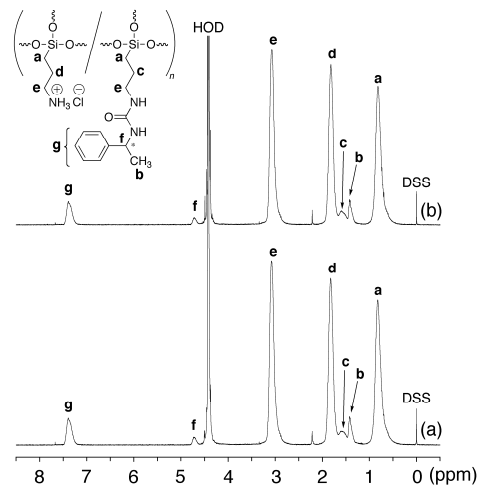 O
O Si O / O Si O
a a
d c
e e
NH3 Cl NH
O
NH
g f *
CH3
b
n
HOD
e
d
a
c
b
g
f
DSS
(b)
e
d
a
c
b
g
f
DSS
(a)
8 7 6 5 4 3 2 1 0 (ppm)